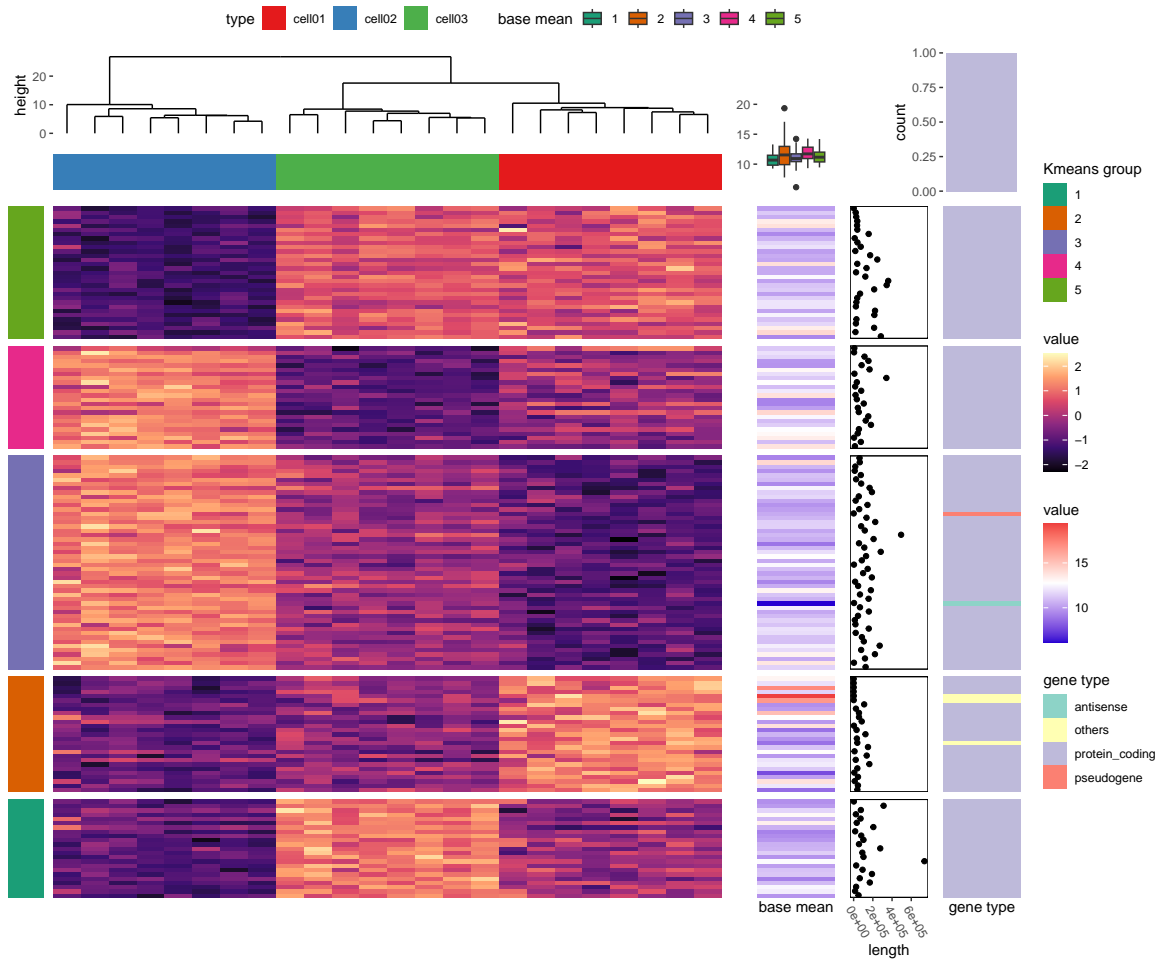 type cell01 cell02 cell03 base mean 1 2 3 4 5
height
20
10
0
20
15
10
count
1.00
0.75
0.50
0.25
0.00
Kmeans group
1
2
3
4
5
value
2
1
0
−1
−2
value
15
10
gene type
antisense
others
protein_coding
pseudogene
base mean
0e+00
2e+05
4e+05
6e+05
length
gene type